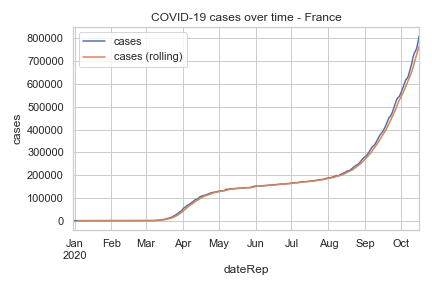 COVID-19 cases over time - France
cases
cases (rolling)
800000
700000
600000
500000
400000
300000
200000
100000
0
cases
Jan Feb Mar Apr May Jun Jul Aug Sep Oct
2020
dateRep